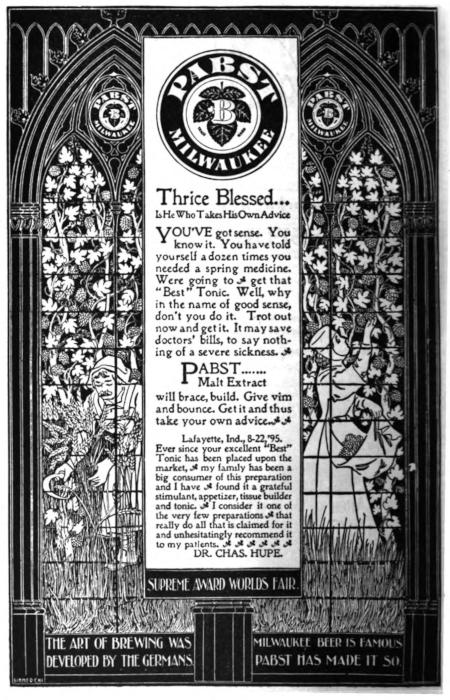 PABST
MILWAUKEE
B
PABST
MILWAUKEE
B
PABST
MILWAUKEE
B
Thrice Blessed...
Is He Who Takes His Own Advice
YOU'VE got sense. You
know it. You have told
yourself a dozen times you
needed a spring medicine.
Were going to get that
"Best" Tonic. Well, why
in the name of good sense,
don't you do it. Trot out
now and get it. It may save
doctors' bills, to say noth-
ing of a severe sickness.
PABST.......
Malt Extract
will brace, build. Give vim
and bounce. Get it and thus
take your own advice.
Lafayette, Ind., 8-22, '95.
Ever since your excellent "Best"
Tonic has been placed upon the
market, my family has been a
big consumer of this preparation
and I have found it a grateful
stimulant, appetizer, tissue builder
and tonic. I consider it one of
the very few preparations that
really do all that is claimed for it
and unhesitatingly recommend it
to my patients.
DR. CHAS. HUPE.
SUPREME AWARD WORLDS FAIR.
THE ART OF BREWING WAS
DEVELOPED BY THE GERMANS.
MILWAUKEE BEER IS FAMOUS
PABST HAS MADE IT SO.